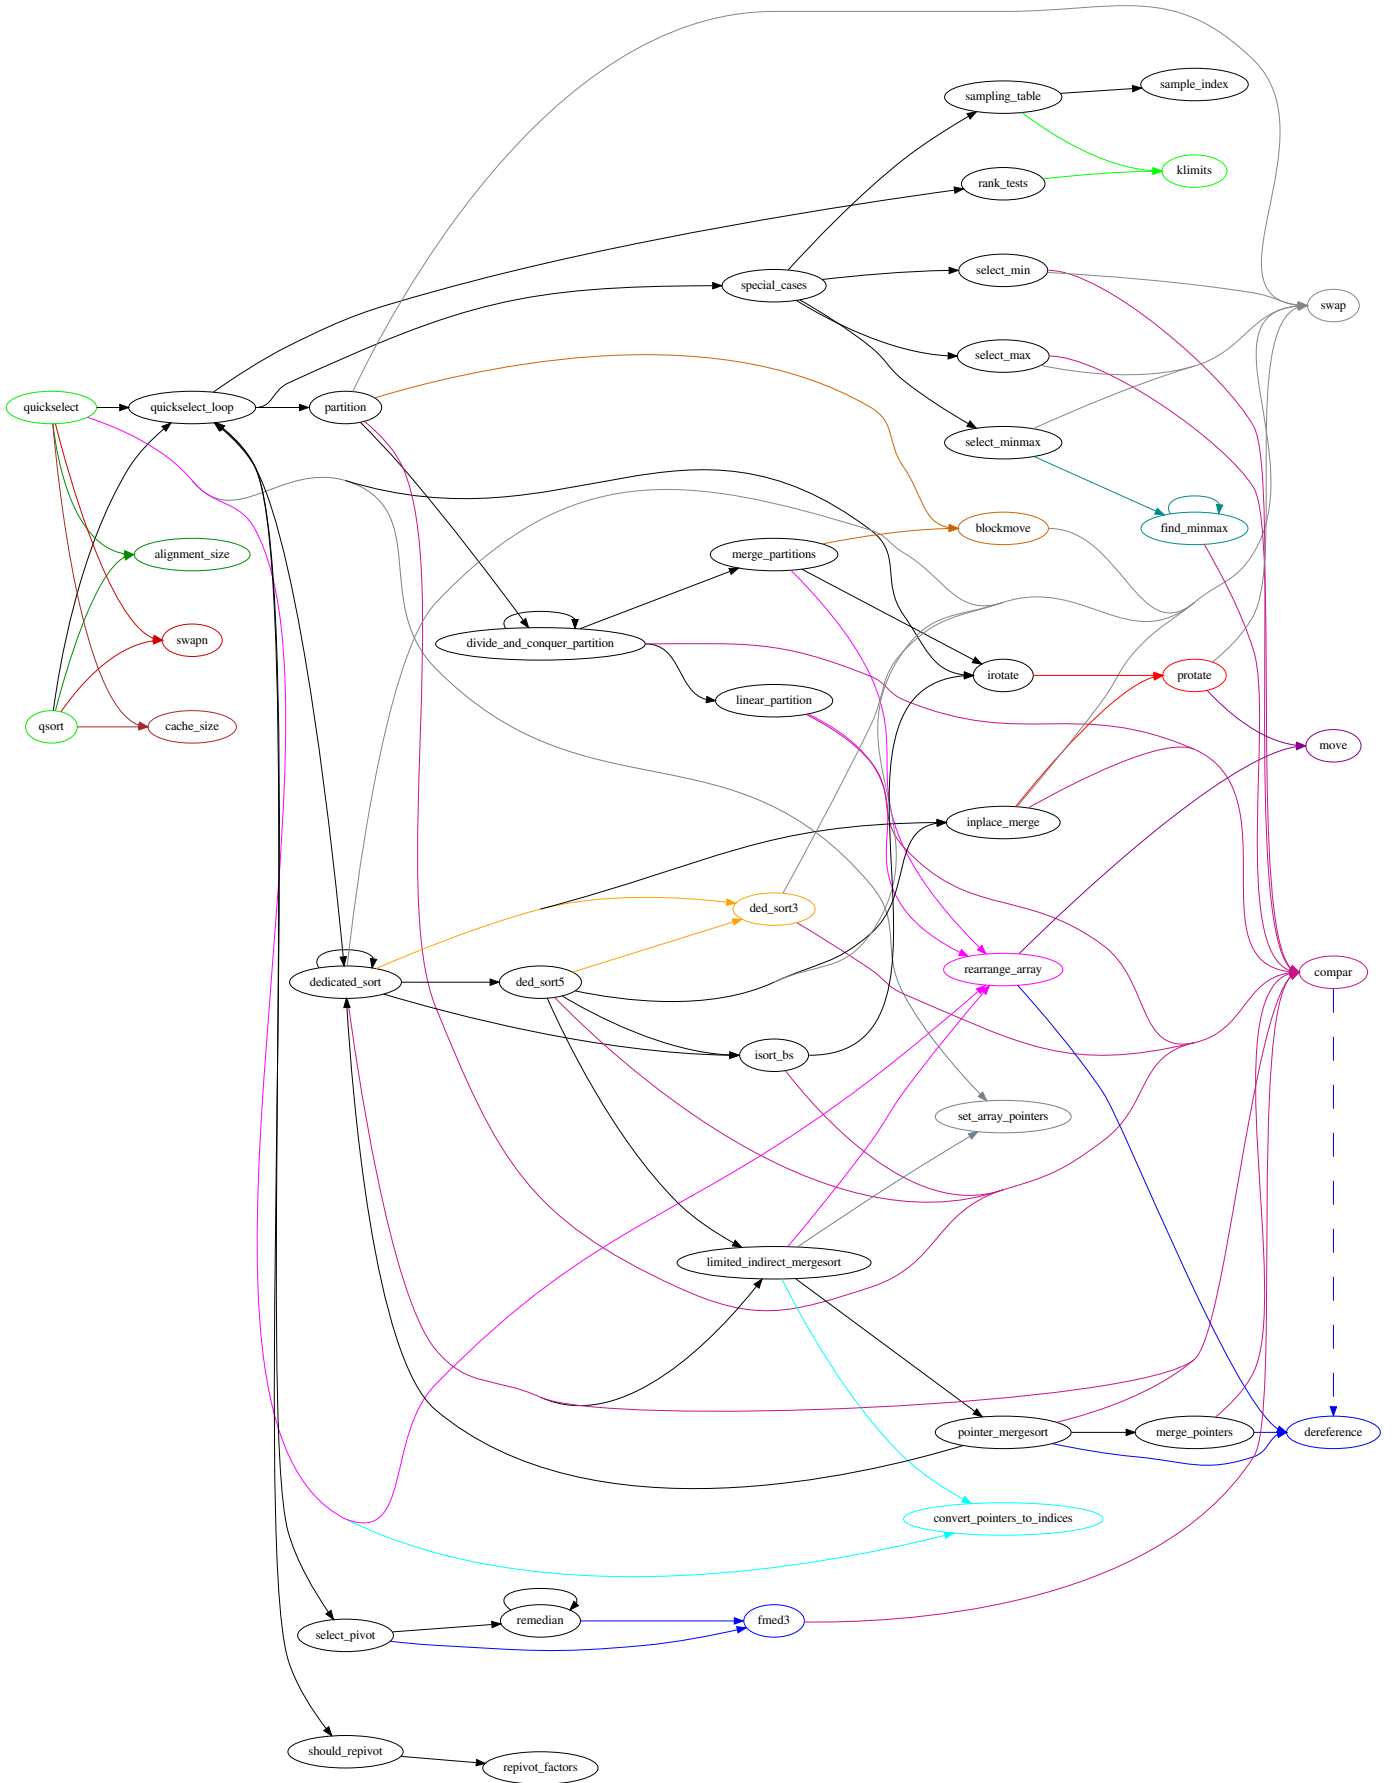 sample_index
sampling_table
klimits
rank_tests
select_min
special_cases
swap
select_max
quickselect
quickselect_loop
partition
select_minmax
blockmove
find_minmax
alignment_size
merge_partitions
swapn
divide_and_conquer_partition
irotate
protate
linear_partition
qsort
cache_size
move
inplace_merge
ded_sort3
rearrange_array
compar
dedicated_sort
ded_sort5
isort_bs
set_array_pointers
limited_indirect_mergesort
pointer_mergesort
merge_pointers
dereference
convert_pointers_to_indices
remedian
fmed3
select_pivot
should_repivot
repivot_factors